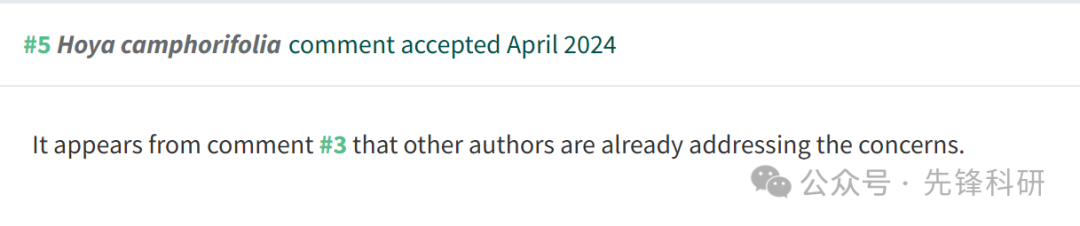 #5 Hoya camphorifolia comment accepted April 2024
It appears from comment #3 that other authors are already addressing the concerns.
公众号 · 先锋科研